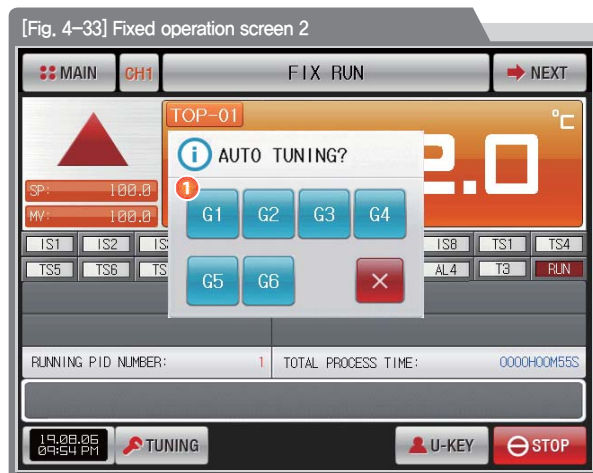 [Fig. 4-33] Fixed operation screen 2
MAIN CH1 FIX RUN NEXT
TOP-01 °C
AUTO TUNING?
2.0
SP: 100.0
MV: 100.0
1
G1 G2 G3 G4
IS1 IS2 IS8 TS1 TS4
TS5 TS6 AL4 T3 RUN
G5 G6 ×
RUNNING PID NUMBER: 1 TOTAL PROCESS TIME: 0000H00M55S
19.08.06
09:54 PM
TUNING U-KEY STOP